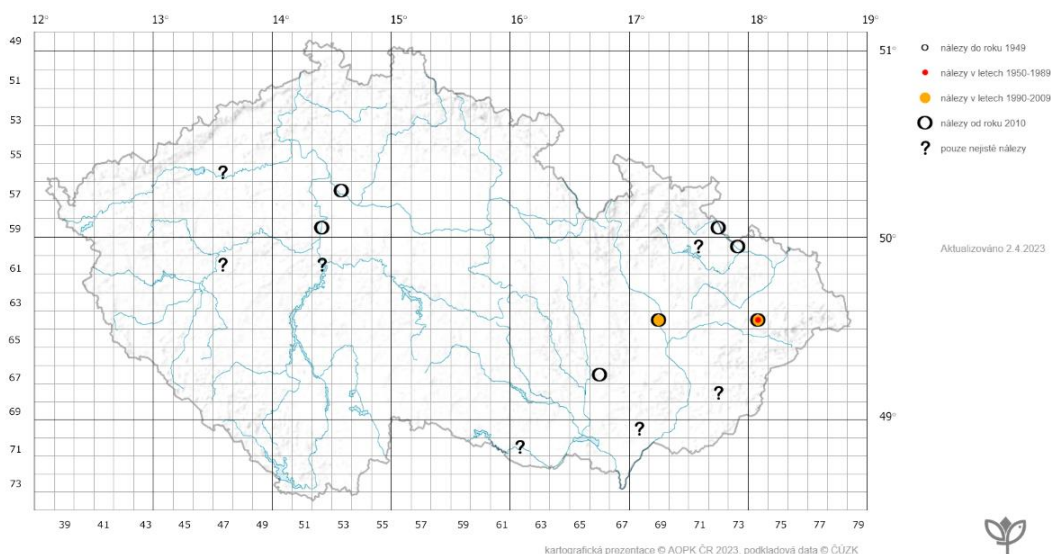 12° 13° 14° 15° 16° 17° 18° 19°
49
51°
51
53
55
57
59
50°
61
63
65
67
69
49°
71
73
39 41 43 45 47 49 51 53 55 57 59 61 63 65 67 69 71 73 75 77 79
? ? ? ? ? ? ?
nálezy do roku 1949
nálezy v letech 1950-1989
nálezy v letech 1990-2009
nálezy od roku 2010
? pouze nejisté nálezy
Aktualizováno 2.4.2023
kartografická prezentace © AOPK ČR 2023, podkladová data © ČÚZK